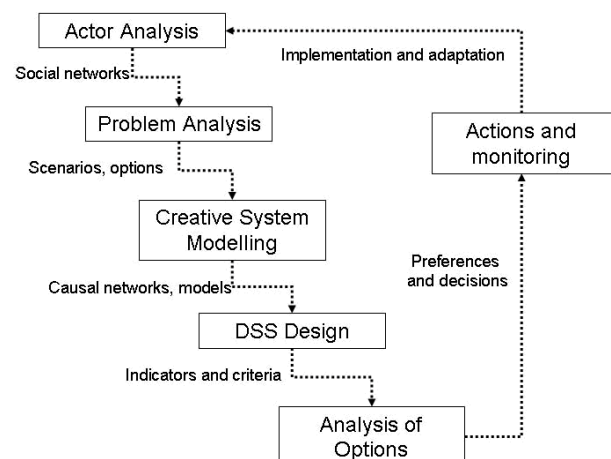 Actor Analysis
Implementation and adaptation
Social networks
Problem Analysis
Actions and
monitoring
Scenarios, options
Creative System
Modelling
Preferences
and decisions
Causal networks, models
DSS Design
Indicators and criteria
Analysis of
Options